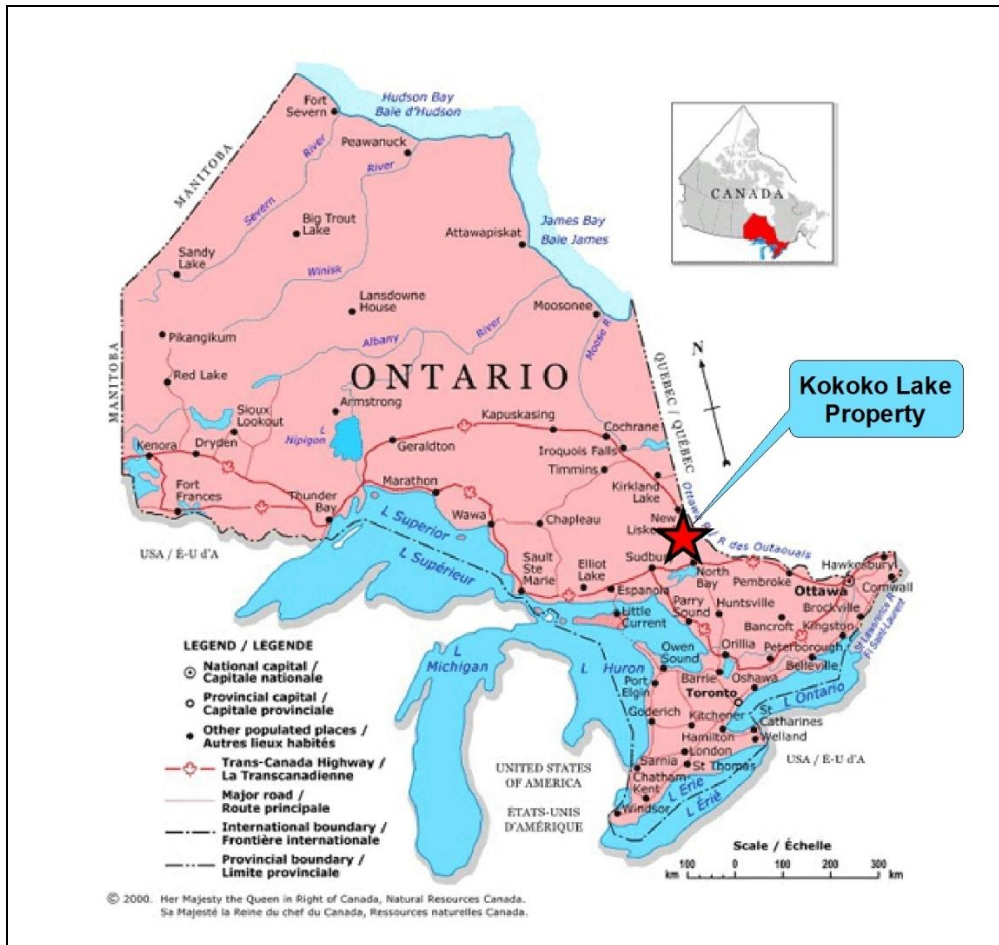 Hudson Bay
Baie d'Hudson
Fort
Severn
Peawanuck
River
River
Severn
MANITOBA
Big Trout
Lake
Winisk
Sandy
Lake
Attawapiskat
James Bay
Baie James
CANADA
Lansdowne
House
Moosonee
Albany
River
Moose R
Pikangikum
MANITOBA
Red Lake
ONTARIO
QUEBEC / QUÉBEC
N
Kokoko Lake
Property
Armstrong
Sioux
Lookout
L
Nipigon
Kapuskasing
Cochrane
Kenora
Dryden
Geraldton
Iroquois Falls
Timmins
Fort
Frances
Thunder
Bay
Marathon
Kirkland
Lake
Wawa
Chapleau
New
Ottawa R / R des Outaouais
USA / É-U d'A
L Superior
L Supérieur
Sault
Ste
Marie
Elliot
Lake
North
Bay
Pembroke
Hawkesbury
Ottawa
Cornwall
Espanola
Parry
Sound
Huntsville
Brockville
Little
Current
Bancroft
Kingston
St Lawrence R
Fl Saint-Laurent
Orillia
Peterborough
Belleville
Owen
Sound
Barrie
Oshawa
L
Michigan
L Huron
Port
Elgin
Toronto
L Ontario
Goderich
Kitchener
St
Catharines
Hamilton
Welland
London
USA / É-U d'A
Sarnia
St Thomas
UNITED STATES
OF AMERICA
Chatham-
Kent
L Erie
L Érié
ÉTATS-UNIS
D'AMÉRIQUE
Windsor
LEGEND / LÉGENDE
National capital /
Capitale nationale
Provincial capital /
Capitale provinciale
Other populated places /
Autres lieux habités
Trans-Canada Highway /
La Transcanadienne
Major road /
Route principale
International boundary /
Frontière internationale
Provincial boundary /
Limite provinciale
Scale / Échelle
100 0 100 200 300
km km
© 2000. Her Majesty the Queen in Right of Canada, Natural Resources Canada.
Sa Majesté la Reine du chef du Canada, Ressources naturelles Canada.